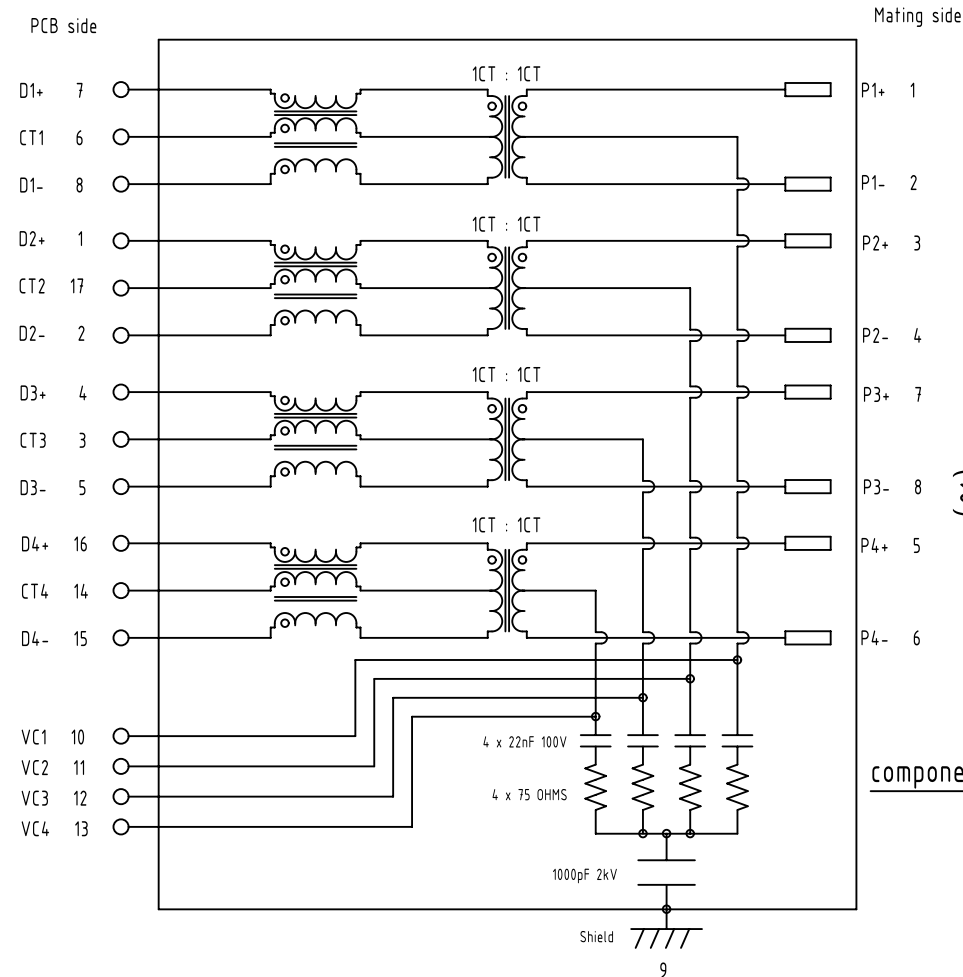 PCB side
Mating side
1CT : 1CT
D1+ 7
P1+ 1
CT1 6
D1- 8
P1- 2
1CT : 1CT
D2+ 1
P2+ 3
CT2 17
D2- 2
P2- 4
1CT : 1CT
D3+ 4
P3+ 7
CT3 3
D3- 5
P3- 8
1CT : 1CT
D4+ 16
P4+ 5
CT4 14
D4- 15
P4- 6
VC1 10
4 x 22nF 100V
VC2 11
compone
VC3 12
4 x 75 OHMS
VC4 13
1000pF 2kV
Shield
9